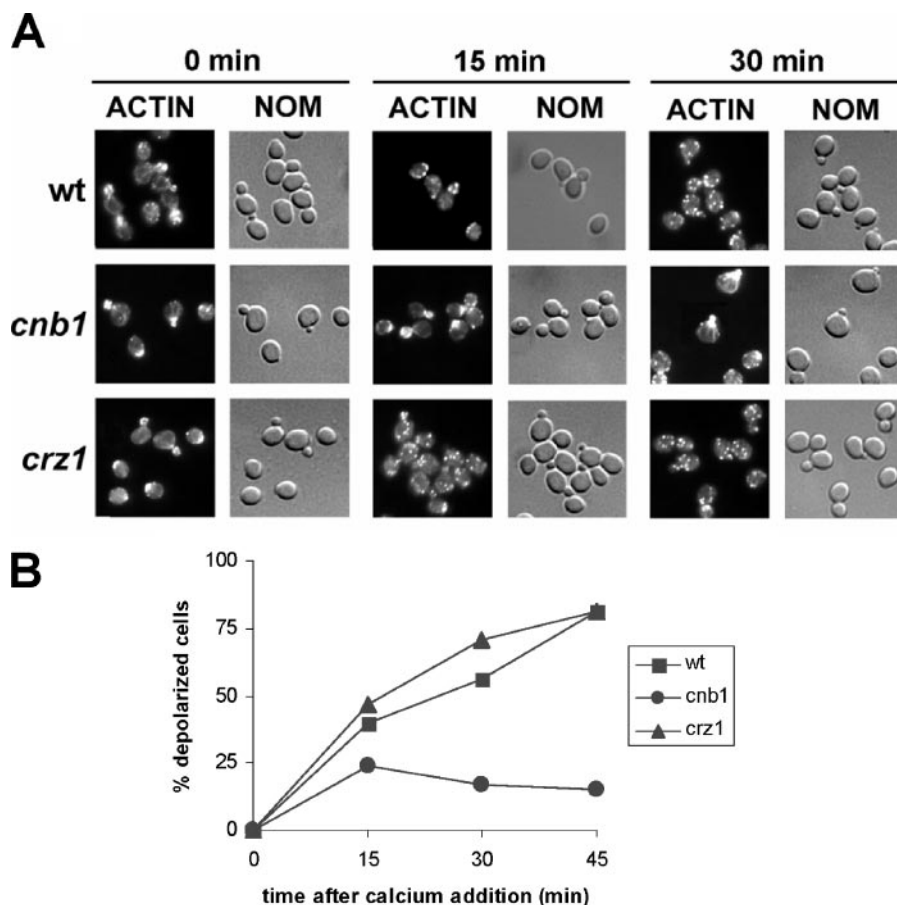 A
0 min 15 min 30 min
ACTIN NOM ACTIN NOM ACTIN NOM
wt
cnb1
crz1
B
100
75
50
25
0
0 15 30 45
% depolarized cells
time after calcium addition (min)
wt
cnb1
crz1